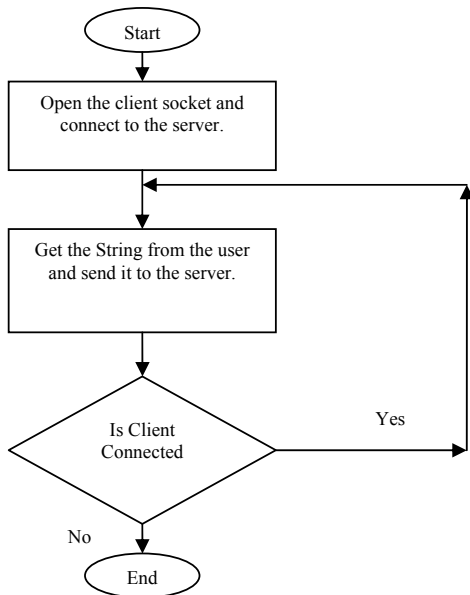 Start
Open the client socket and
connect to the server.
Get the String from the user
and send it to the server.
Is Client
Connected
Yes
No
End